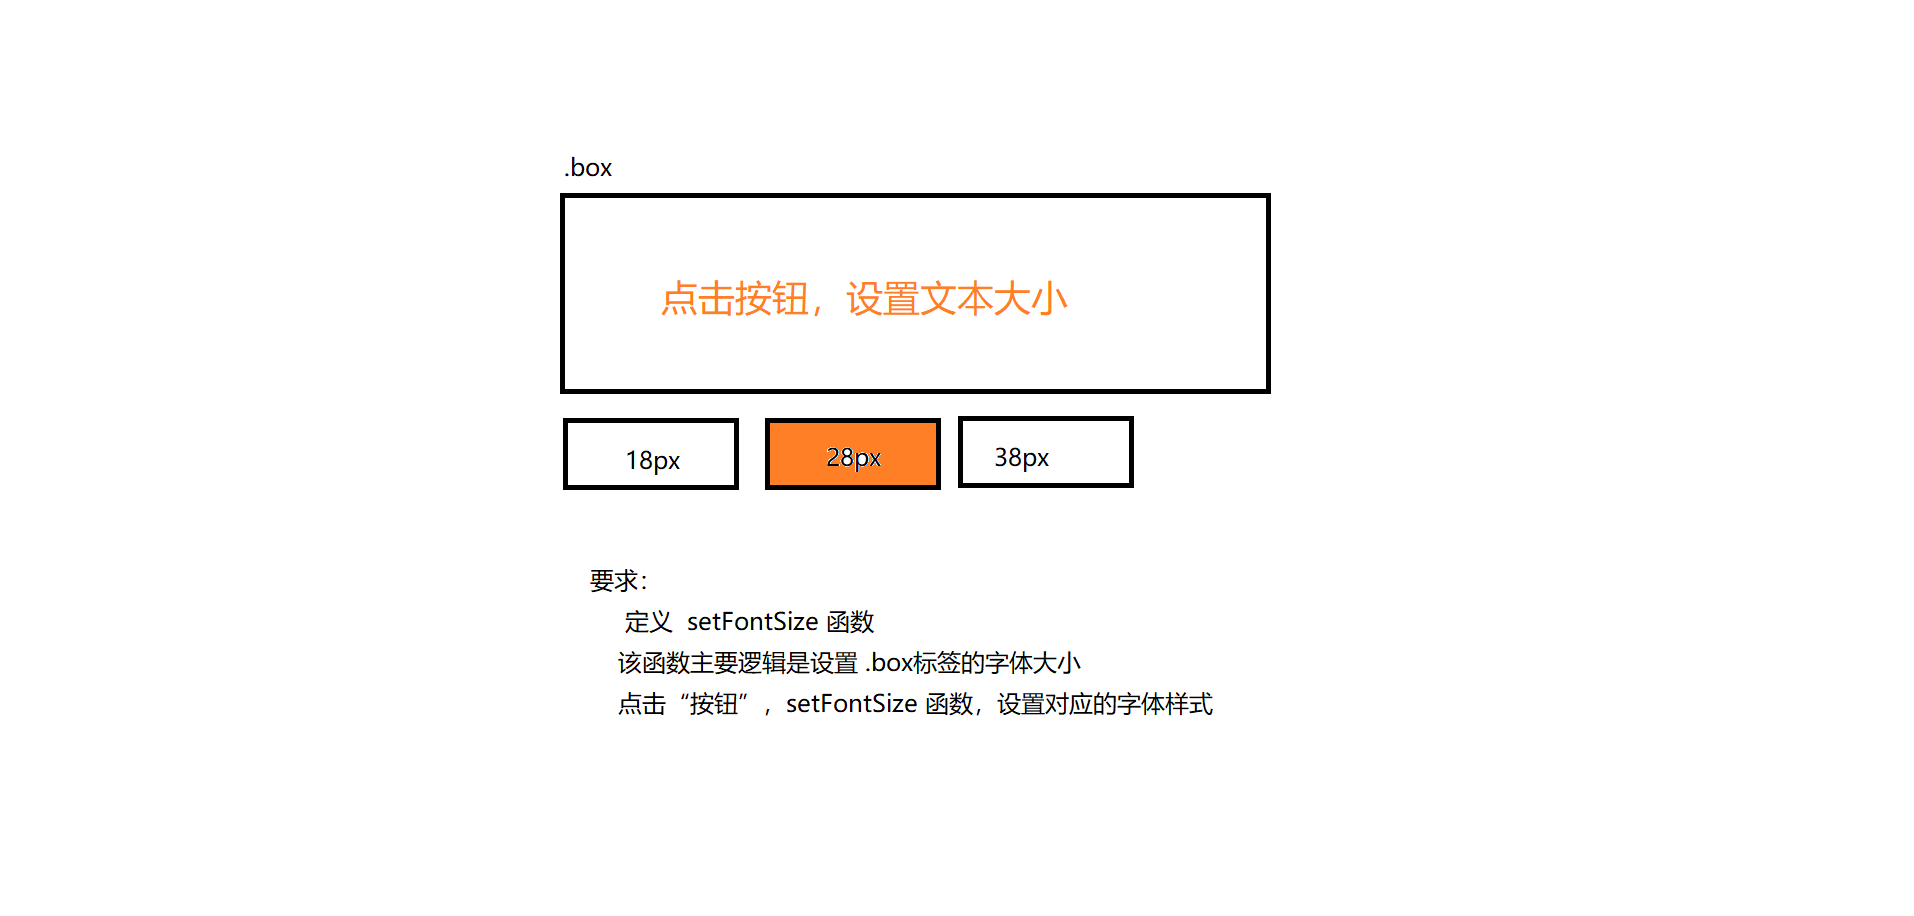 .box
点击按钮，设置文本大小
18px
28px
38px
要求：
定义 setFontSize 函数
该函数主要逻辑是设置 .box标签的字体大小
点击“按钮”，setFontSize 函数，设置对应的字体样式